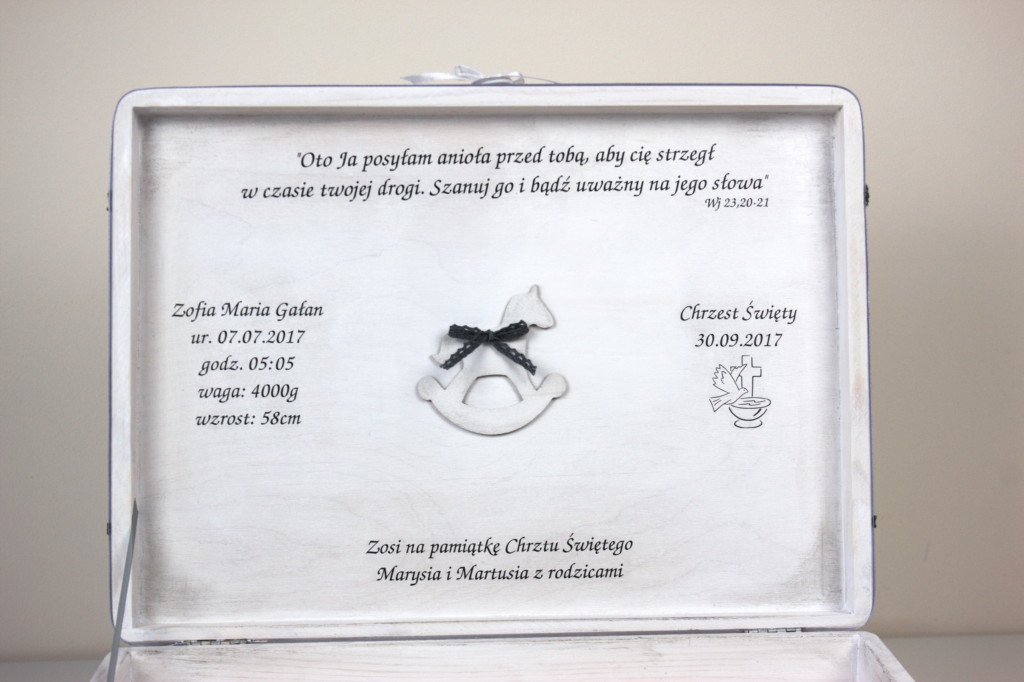 "Oto Ja posyłam anioła przed tobą, aby cię strzegł
w czasie twojej drogi. Szanuj go i bądź uważny na jego słowa"
Wj 23,20-21
Zofia Maria Gałan
ur. 07.07.2017
godz. 05:05
waga: 4000g
wzrost: 58cm
Chrzest Święty
30.09.2017
Zosi na pamiątkę Chrztu Świętego
Marysia i Martusia z rodzicami